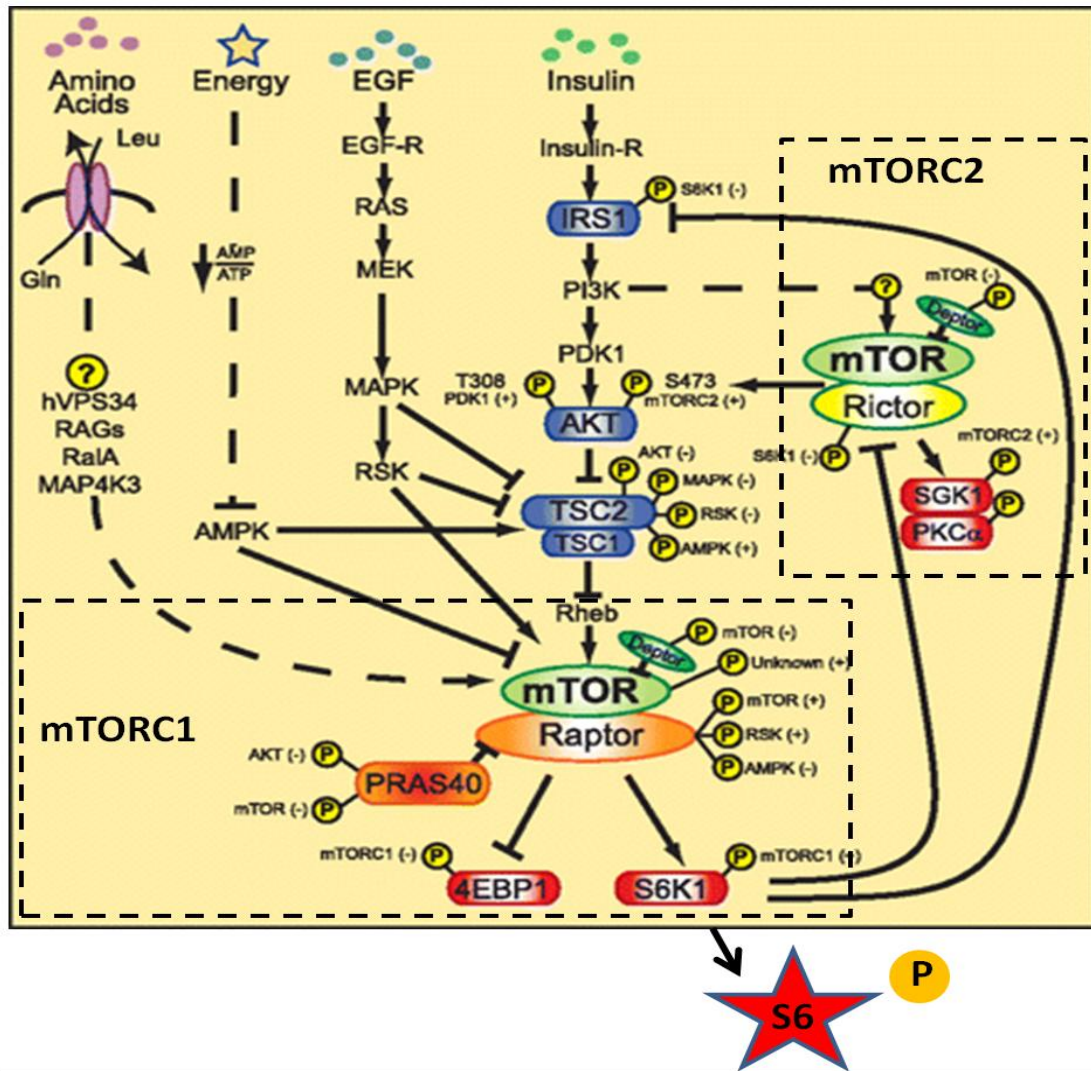 Amino
Acids
Energy
EGF
Insulin
Leu
Gln
EGF-R
Insulin-R
mTORC2
P
S6K1 (-)
RAS
IRS1
AMP
ATP
MEK
mTOR (-)
P
PI3K
?
Deptor
PDK1
mTOR
?
hVPS34
RAGs
RalA
MAP4K3
MAPK
T308
PDK1 (+)
P
P
S473
mTORC2 (+)
Rictor
AKT
mTORC2 (+)
S6K1 (-)
P
P
RSK
AKT (-)
P
P
MAPK (-)
SGK1
TSC2
P
RSK (-)
P
PKCα
AMPK
TSC1
P
AMPK (+)
Rheb
P
mTOR (-)
Deptor
P
Unknown (+)
mTOR
mTORC1
P
mTOR (+)
Raptor
P
RSK (+)
AKT (-)
P
P
AMPK (-)
PRAS40
mTOR (-)
P
mTORC1 (-)
P
P
mTORC1
4EBP1
S6K1
P
S6